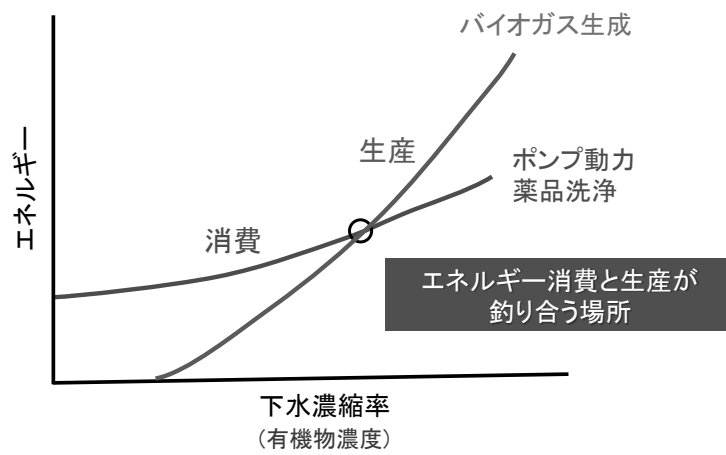 バイオガス生成
生産
ポンプ動力
薬品洗浄
エネルギー
消費
エネルギー消費と生産が
釣り合う場所
下水濃縮率
(有機物濃度)